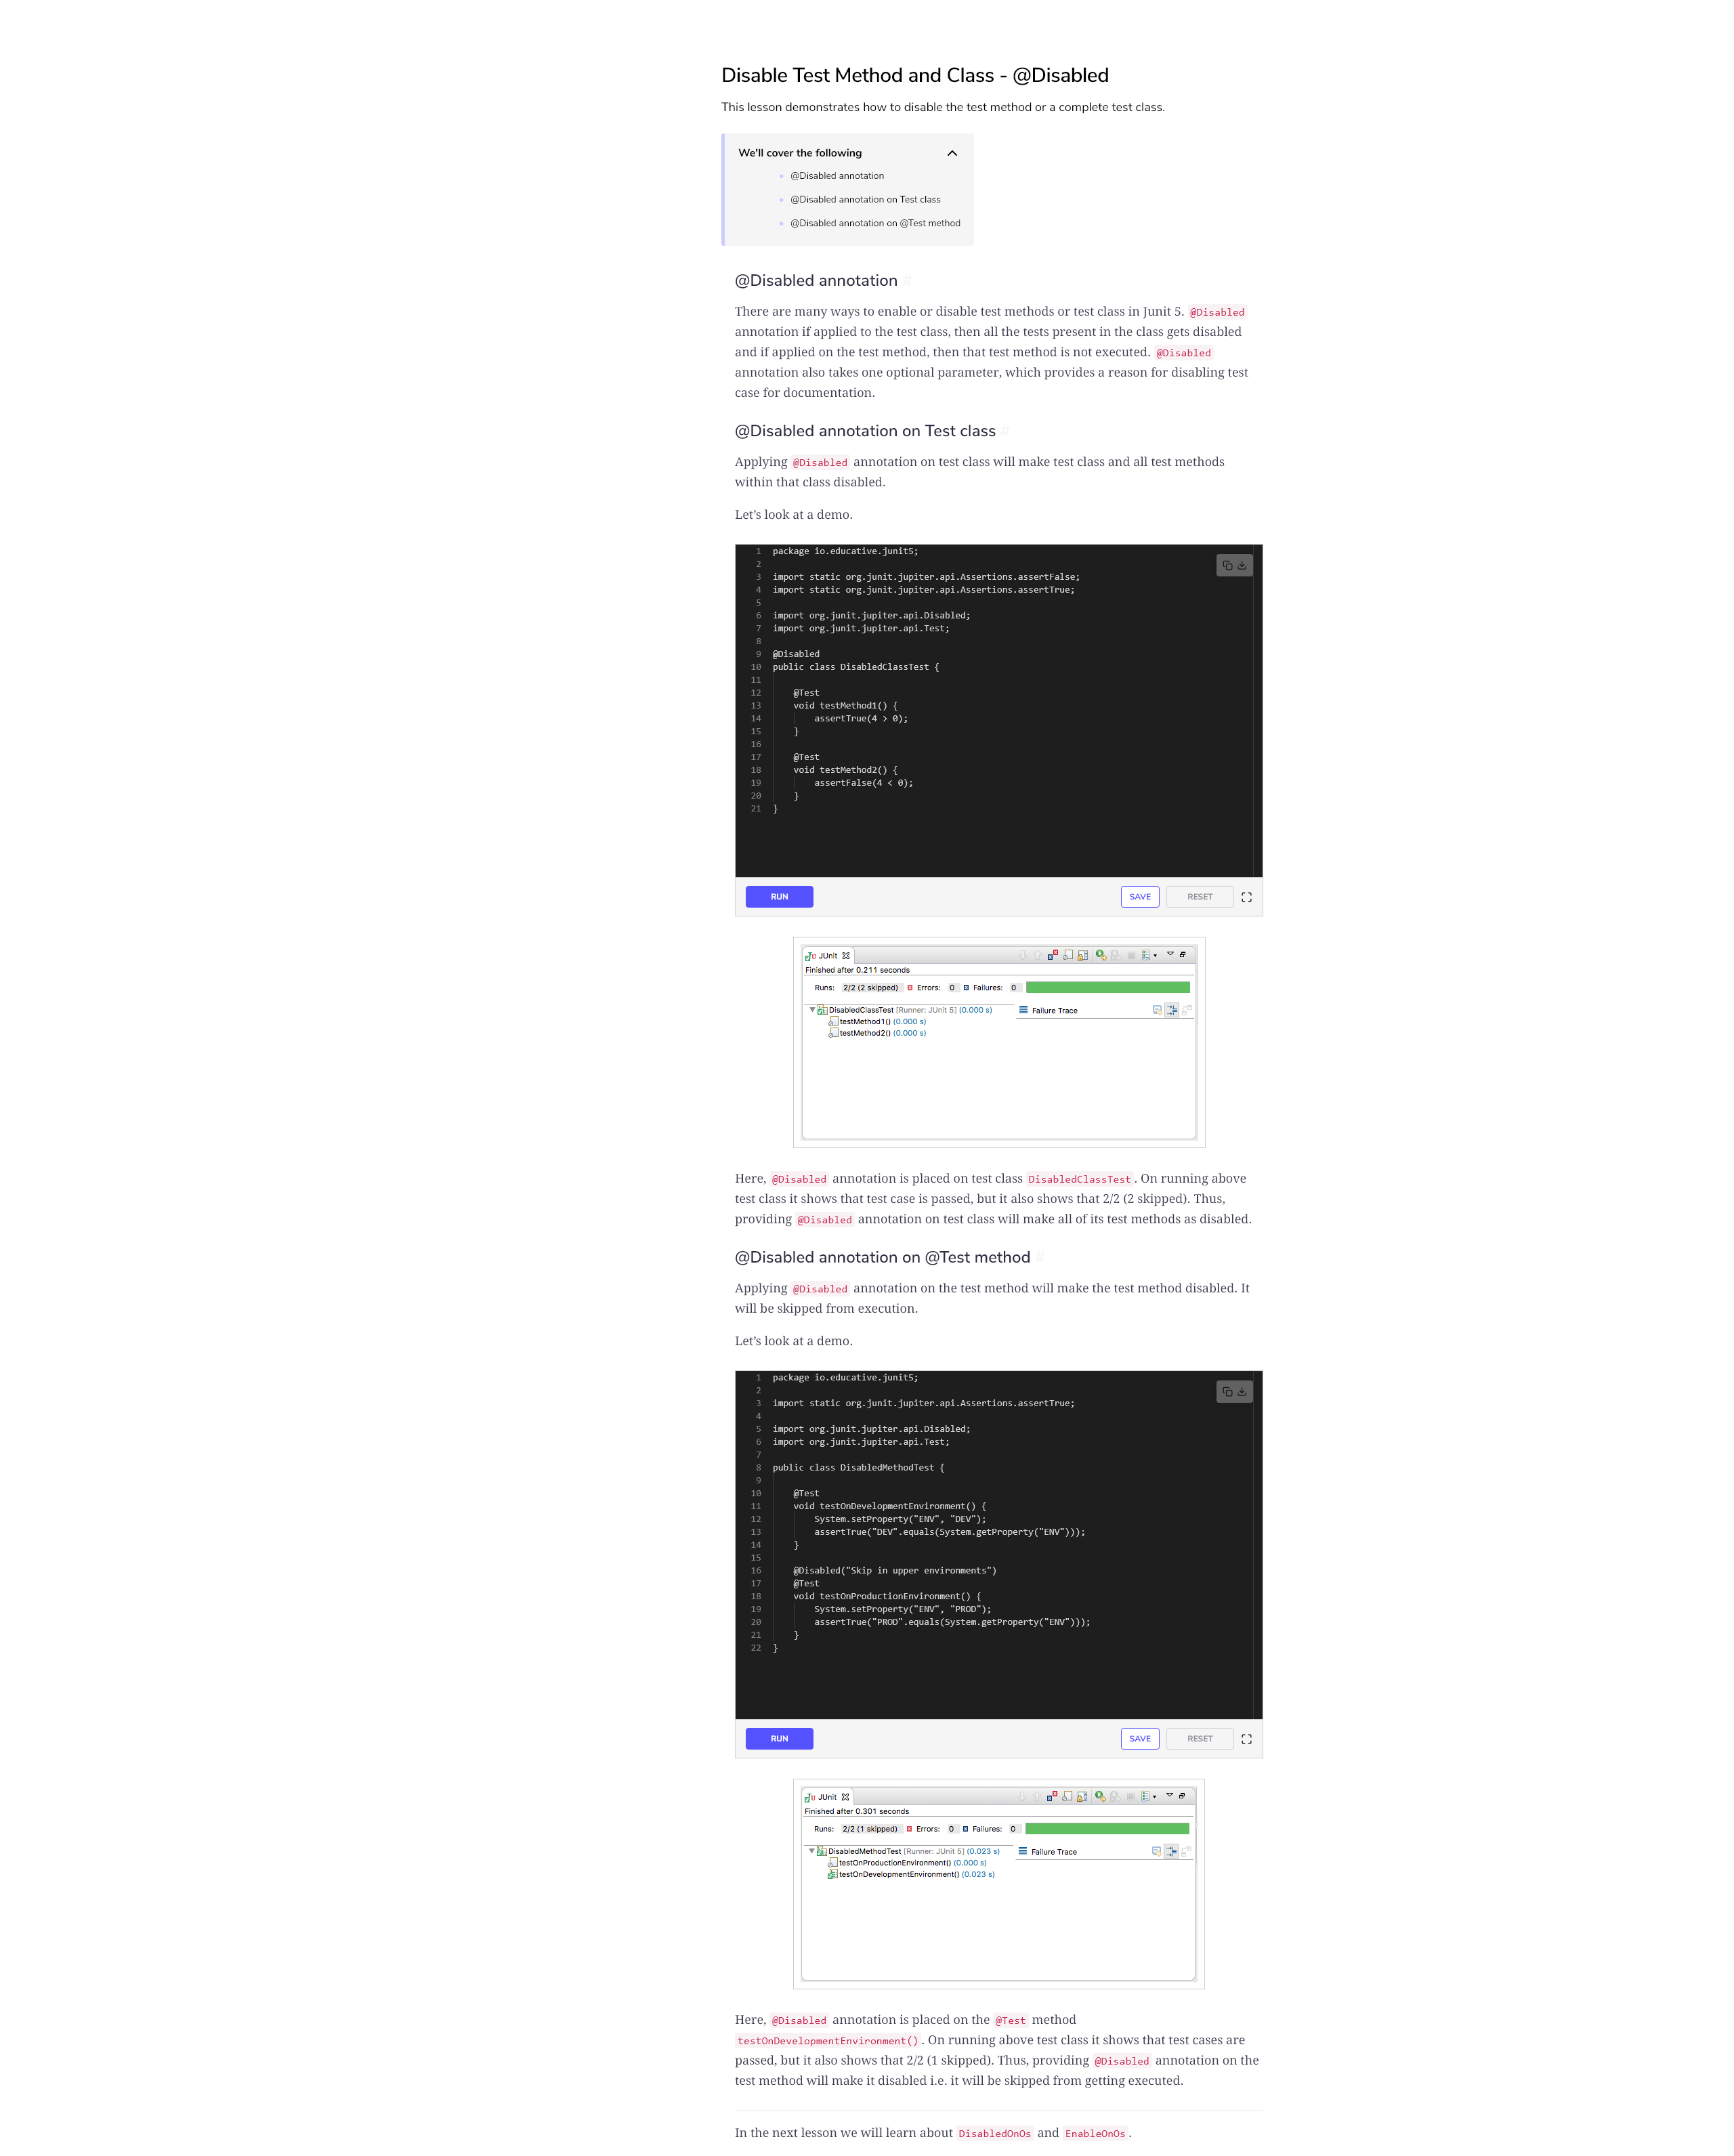 Disable Test Method and Class - @Disabled
This lesson demonstrates how to disable the test method or a complete test class.
We'll cover the following
@Disabled annotation
@Disabled annotation on Test class
@Disabled annotation on @Test method
@Disabled annotation #
There are many ways to enable or disable test methods or test class in Junit 5. @Disabled
annotation if applied to the test class, then all the tests present in the class gets disabled
and if applied on the test method, then that test method is not executed. @Disabled
annotation also takes one optional parameter, which provides a reason for disabling test
case for documentation.
@Disabled annotation on Test class #
Applying @Disabled annotation on test class will make test class and all test methods
within that class disabled.
Let's look at a demo.
1 package io.educative.junit5;
2
3 import static org.junit.jupiter.api.Assertions.assertFalse;
4 import static org.junit.jupiter.api.Assertions.assertTrue;
5
6 import org.junit.jupiter.api.Disabled;
7 import org.junit.jupiter.api.Test;
8
9 @Disabled
10 public class DisabledClassTest {
11
12 @Test
13 void testMethod1() {
14 assertTrue(4 > 0);
15 }
16
17 @Test
18 void testMethod2() {
19 assertFalse(4 < 0);
20 }
21 }
RUN SAVE RESET
JUnit
Finished after 0.211 seconds
Runs: 2/2 (2 skipped) Errors: 0 Failures: 0
DisabledClassTest [Runner: JUnit 5] (0.000 s) Failure Trace
testMethod1() (0.000 s)
testMethod2() (0.000 s)
Here, @Disabled annotation is placed on test class DisabledClassTest. On running above
test class it shows that test case is passed, but it also shows that 2/2 (2 skipped). Thus,
providing @Disabled annotation on test class will make all of its test methods as disabled.
@Disabled annotation on @Test method #
Applying @Disabled annotation on the test method will make the test method disabled. It
will be skipped from execution.
Let's look at a demo.
1 package io.educative.junit5;
2
3 import static org.junit.jupiter.api.Assertions.assertTrue;
4
5 import org.junit.jupiter.api.Disabled;
6 import org.junit.jupiter.api.Test;
7
8 public class DisabledMethodTest {
9
10 @Test
11 void testOnDevelopmentEnvironment() {
12 System.setProperty("ENV", "DEV");
13 assertTrue("DEV".equals(System.getProperty("ENV")));
14 }
15
16 @Disabled("Skip in upper environments")
17 @Test
18 void testOnProductionEnvironment() {
19 System.setProperty("ENV", "PROD");
20 assertTrue("PROD".equals(System.getProperty("ENV")));
21 }
22 }
RUN SAVE RESET
JUnit
Finished after 0.301 seconds
Runs: 2/2 (1 skipped) Errors: 0 Failures: 0
DisabledMethodTest [Runner: JUnit 5] (0.023 s) Failure Trace
testOnProductionEnvironment() (0.000 s)
testOnDevelopmentEnvironment() (0.023 s)
Here, @Disabled annotation is placed on the @Test method
testOnDevelopmentEnvironment(). On running above test class it shows that test cases are
passed, but it also shows that 2/2 (1 skipped). Thus, providing @Disabled annotation on the
test method will make it disabled i.e. it will be skipped from getting executed.
In the next lesson we will learn about DisabledOnOs and EnableOnOs.